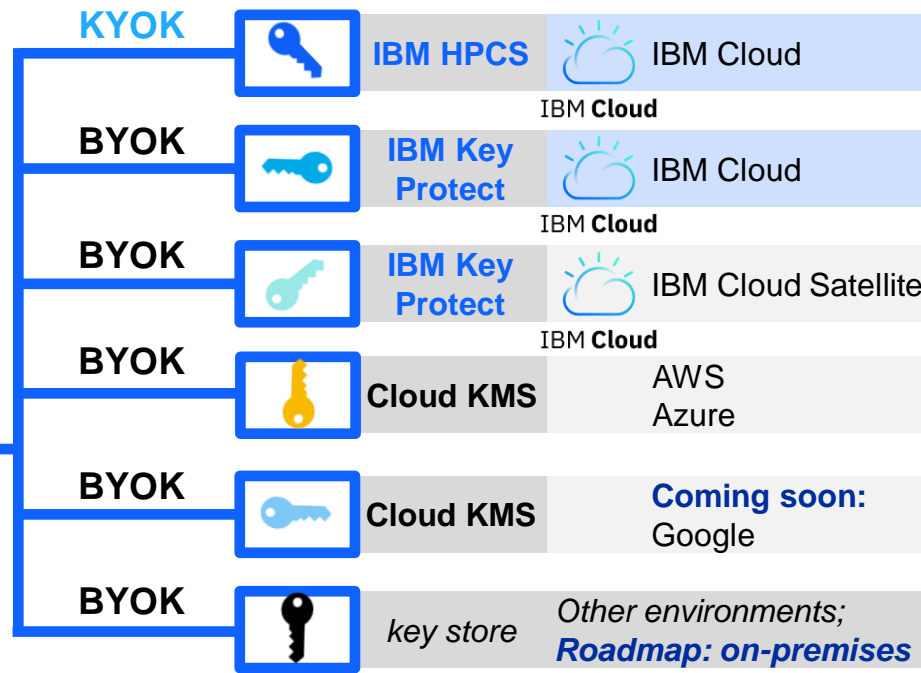 KYOK
IBM HPCS
IBM Cloud
IBM Cloud
BYOK
IBM Key
Protect
IBM Cloud
IBM Cloud
BYOK
IBM Key
Protect
IBM Cloud Satellite
IBM Cloud
BYOK
Cloud KMS
AWS
Azure
BYOK
Cloud KMS
Coming soon:
Google
BYOK
key store
Other environments;
Roadmap: on-premises